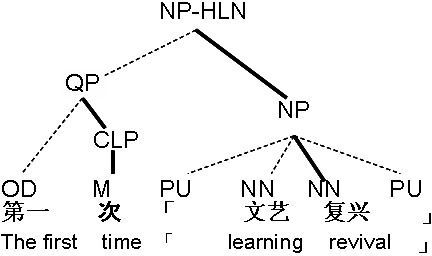 NP-HLN
QP
NP
CLP
OD M PU NN NN PU
第一 次 「 文艺 复兴 」
The first time 「 learning revival 」